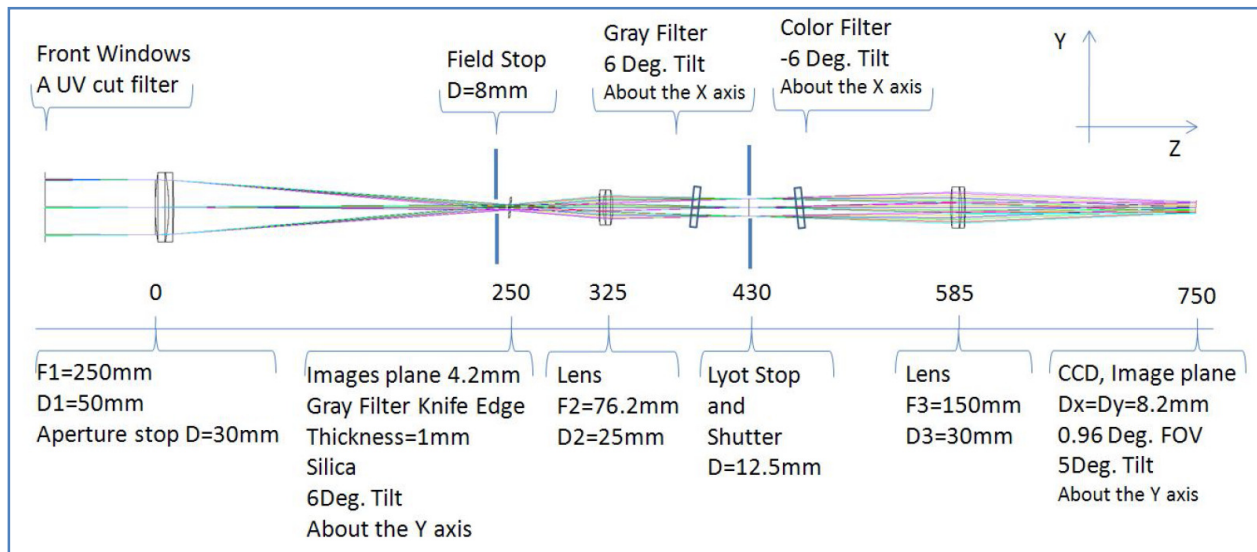 Front Windows
A UV cut filter
Field Stop
D=8mm
Gray Filter
6 Deg. Tilt
About the X axis
Color Filter
-6 Deg. Tilt
About the X axis
Y
Z
0
250
325
430
585
750
F1=250mm
D1=50mm
Aperture stop D=30mm
Images plane 4.2mm
Gray Filter Knife Edge
Thickness=1mm
Silica
6Deg. Tilt
About the Y axis
Lens
F2=76.2mm
D2=25mm
Lyot Stop
and
Shutter
D=12.5mm
Lens
F3=150mm
D3=30mm
CCD, Image plane
Dx=Dy=8.2mm
0.96 Deg. FOV
5Deg. Tilt
About the Y axis